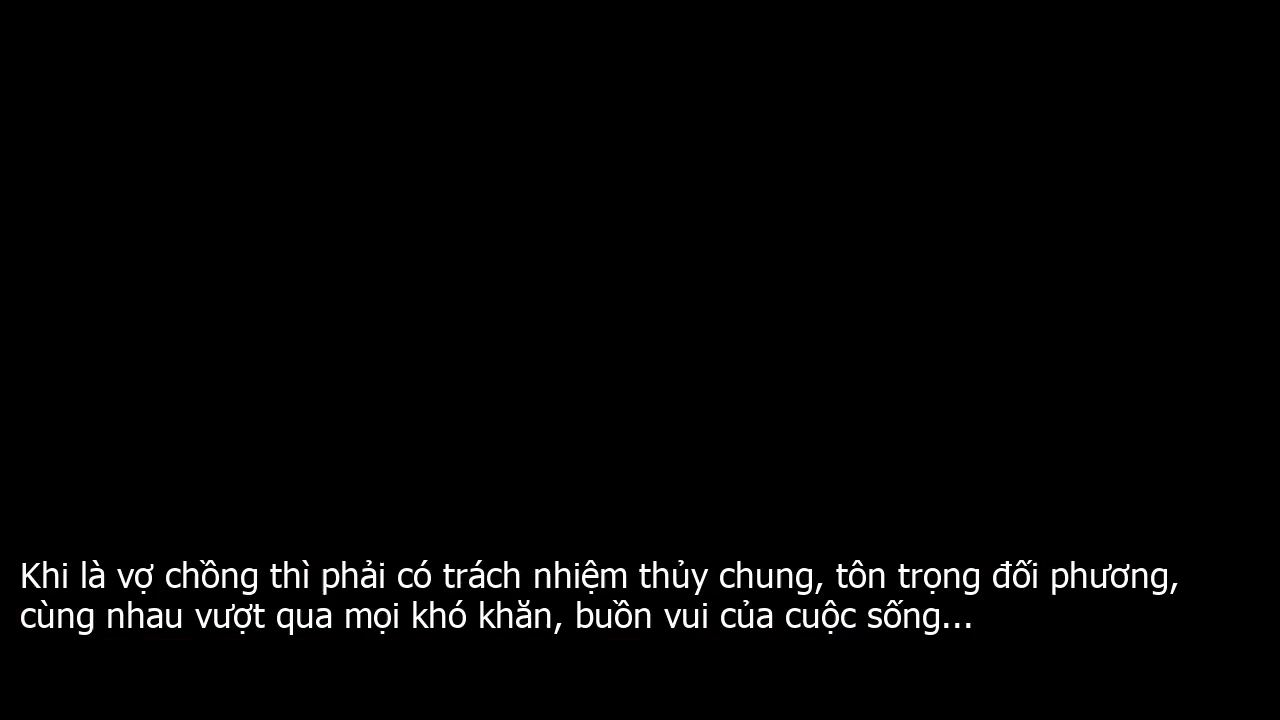 Khi là vợ chồng thì phải có trách nhiệm thủy chung, tôn trọng đối phương,
cùng nhau vượt qua mọi khó khăn, buồn vui của cuộc sống...